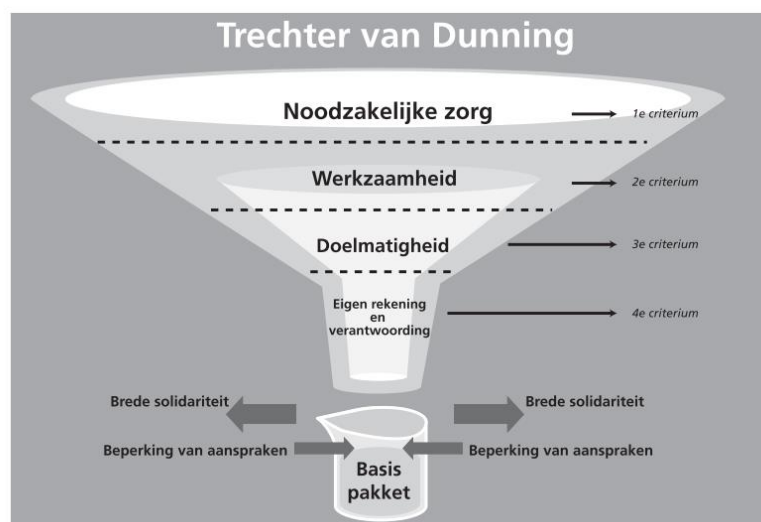 Trechter van Dunning
Noodzakelijke zorg
1e criterium
Werkzaamheid
2e criterium
Doelmatigheid
3e criterium
Eigen rekening
en
verantwoording
4e criterium
Brede solidariteit
Brede solidariteit
Beperking van aanspraken
Beperking van aanspraken
Basis
pakket